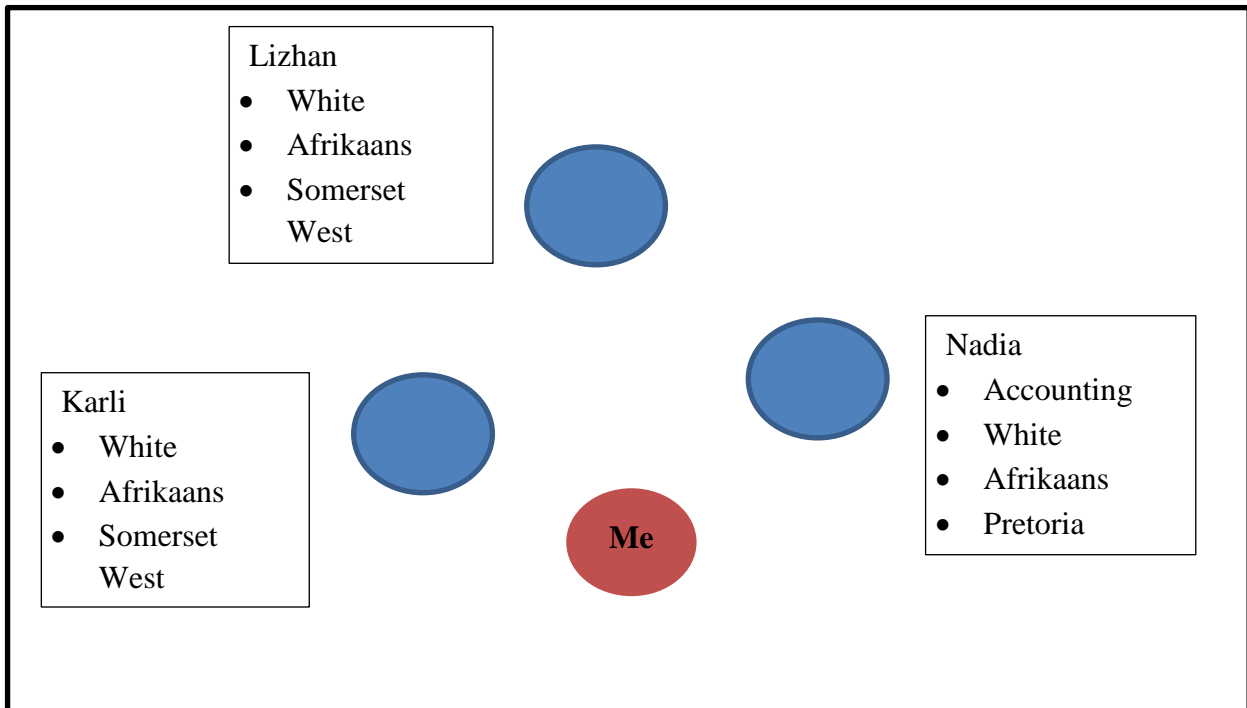 Lizhan
• White
• Afrikaans
• Somerset
West
Karli
• White
• Afrikaans
• Somerset
West
Me
Nadia
• Accounting
• White
• Afrikaans
• Pretoria